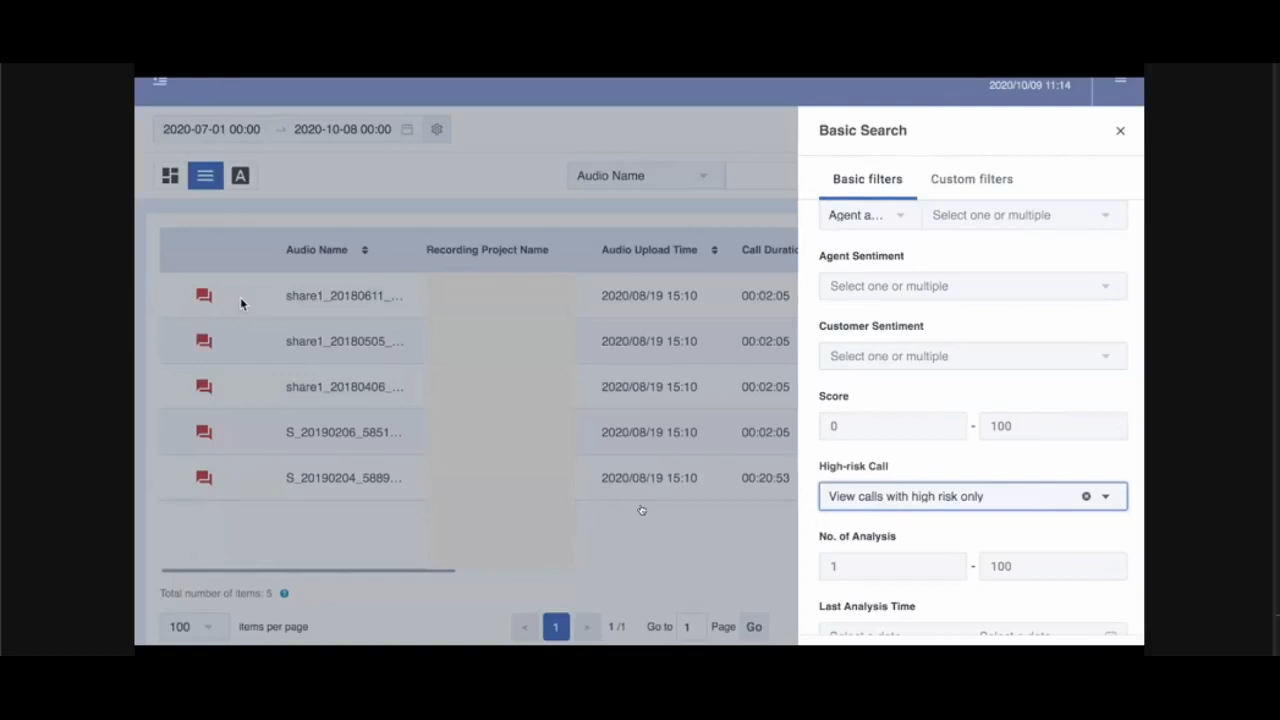 2020/10/09 11:14
2020-07-01 00:00 → 2020-10-08 00:00
A
Audio Name
Audio Name Recording Project Name Audio Upload Time Call Duratio
share1_20180611_... 2020/08/19 15:10 00:02:05
share1_20180505_... 2020/08/19 15:10 00:02:05
share1_20180406_... 2020/08/19 15:10 00:02:05
S_20190206_5851... 2020/08/19 15:10 00:02:05
S_20190204_5889... 2020/08/19 15:10 00:20:53
Total number of items: 5
100 items per page < 1 > 1 /1 Go to 1 Page Go
Basic Search
Basic filters Custom filters
Agent a... Select one or multiple
Agent Sentiment
Select one or multiple
Customer Sentiment
Select one or multiple
Score
0 - 100
High-risk Call
View calls with high risk only
No. of Analysis
1 - 100
Last Analysis Time
Select a date Select a date